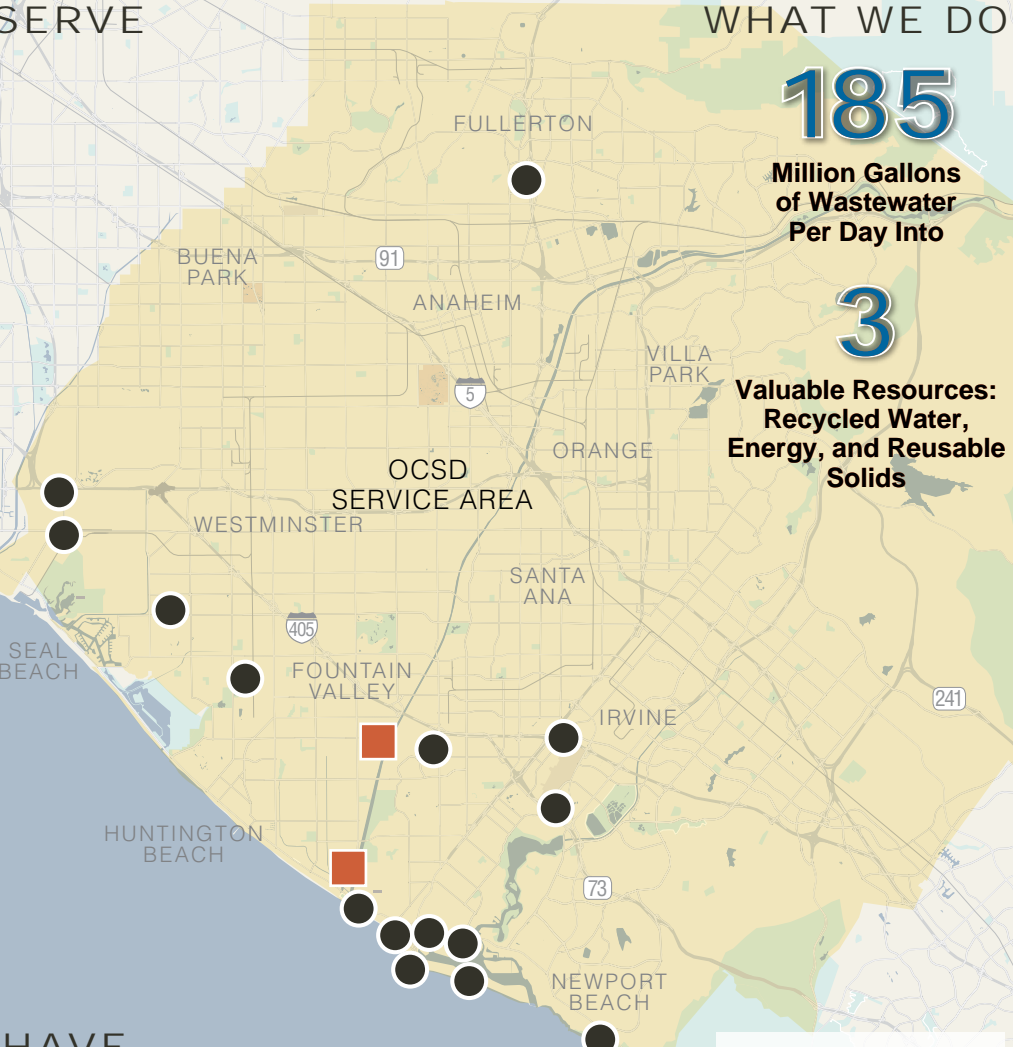 SERVE
WHAT WE DO
185
Million Gallons
of Wastewater
Per Day Into
3
Valuable Resources:
Recycled Water,
Energy, and Reusable
Solids
FULLERTON
BUENA
PARK
91
ANAHEIM
VILLA
PARK
5
ORANGE
OCSD
SERVICE AREA
WESTMINSTER
SANTA
ANA
405
SEAL
BEACH
FOUNTAIN
VALLEY
IRVINE
241
HUNTINGTON
BEACH
73
NEWPORT
BEACH
HAVE